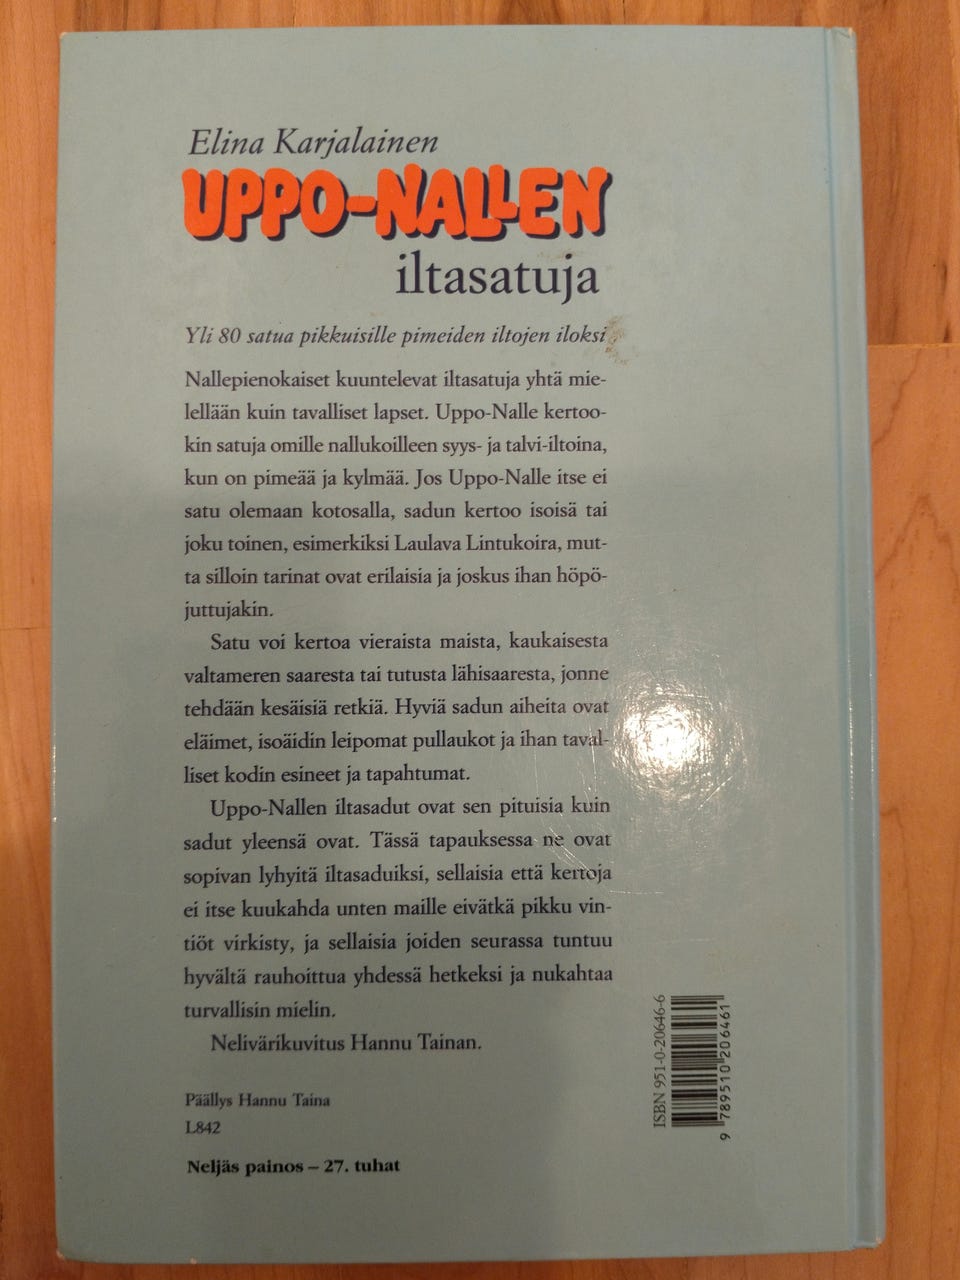 Elina Karjalainen
UPPO-NALLEN
iltasatuja
Yli 80 satua pikkuisille pimeiden iltojen iloksi
Nallepienokaiset kuuntelevat iltasatuja yhtä mie-
lellään kuin tavalliset lapset. Uppo-Nalle kertoo-
kin satuja omille nallukoilleen syys- ja talvi-iltoina,
kun on pimeää ja kylmää. Jos Uppo-Nalle itse ei
satu olemaan kotosalla, sadun kertoo isoisä tai
joku toinen, esimerkiksi Laulava Lintukoira, mut-
ta silloin tarinat ovat erilaisia ja joskus ihan höpö-
juttujakin.
Satu voi kertoa vieraista maista, kaukaisesta
valtameren saaresta tai tutusta lähisaaresta, jonne
tehdään kesäisiä retkiä. Hyviä sadun aiheita ovat
eläimet, isoäidin leipomat pullaukot ja ihan taval-
liset kodin esineet ja tapahtumat.
Uppo-Nallen iltasadut ovat sen pituisia kuin
sadut yleensä ovat. Tässä tapauksessa ne ovat
sopivan lyhyitä iltasaduiksi, sellaisia että kertoja
ei itse kuukahda unten maille eivätkä pikku vin-
tiöt virkisty, ja sellaisia joiden seurassa tuntuu
hyvältä rauhoittua yhdessä hetkeksi ja nukahtaa
turvallisin mielin.
Nelivärikuvitus Hannu Tainan.
Päällys Hannu Taina
L842
Neljäs painos – 27. tuhat
ISBN 951-0-20646-6
9 789510 206461